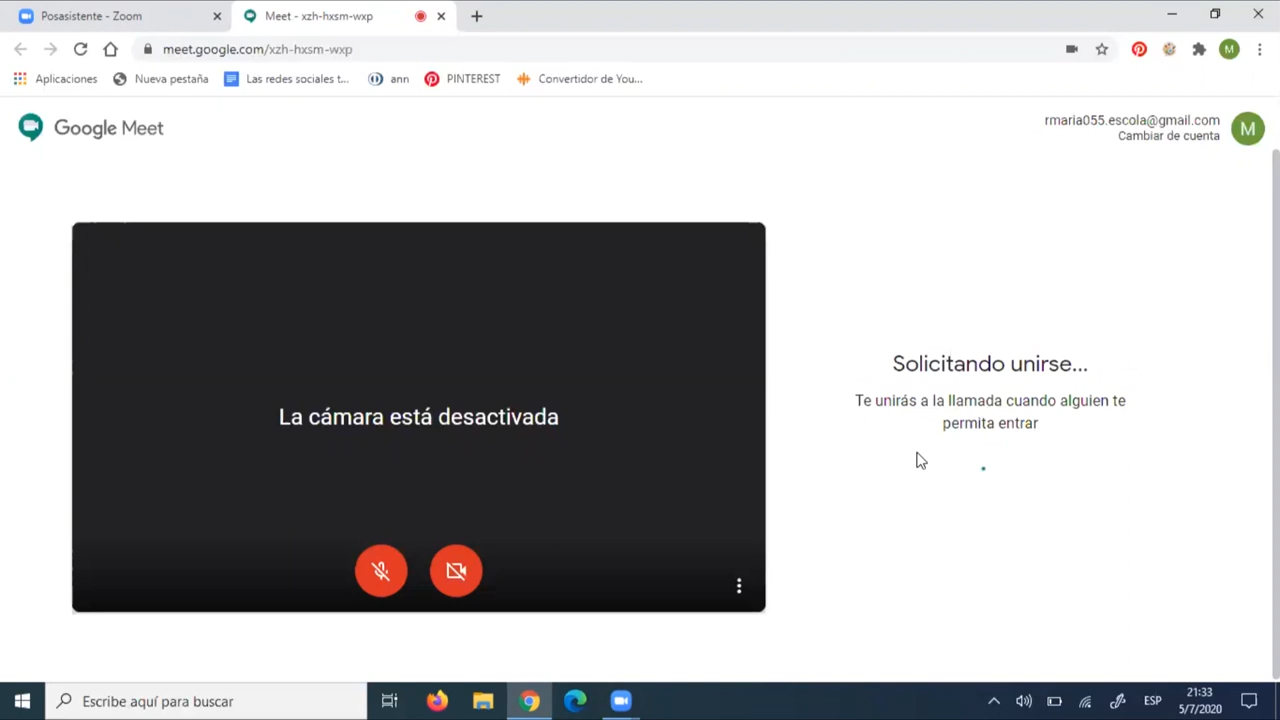 Posasistente - Zoom
Meet - xzh-hxsm-wxp
meet.google.com/xzh-hxsm-wxp
M
Aplicaciones
Nueva pestaña
Las redes sociales t...
ann
PINTEREST
Convertidor de You...
Google Meet
rmaria055.escola@gmail.com
Cambiar de cuenta
M
La cámara está desactivada
Solicitando unirse...
Te unirás a la llamada cuando alguien te
permita entrar
Escribe aquí para buscar
ESP
21:33
5/7/2020